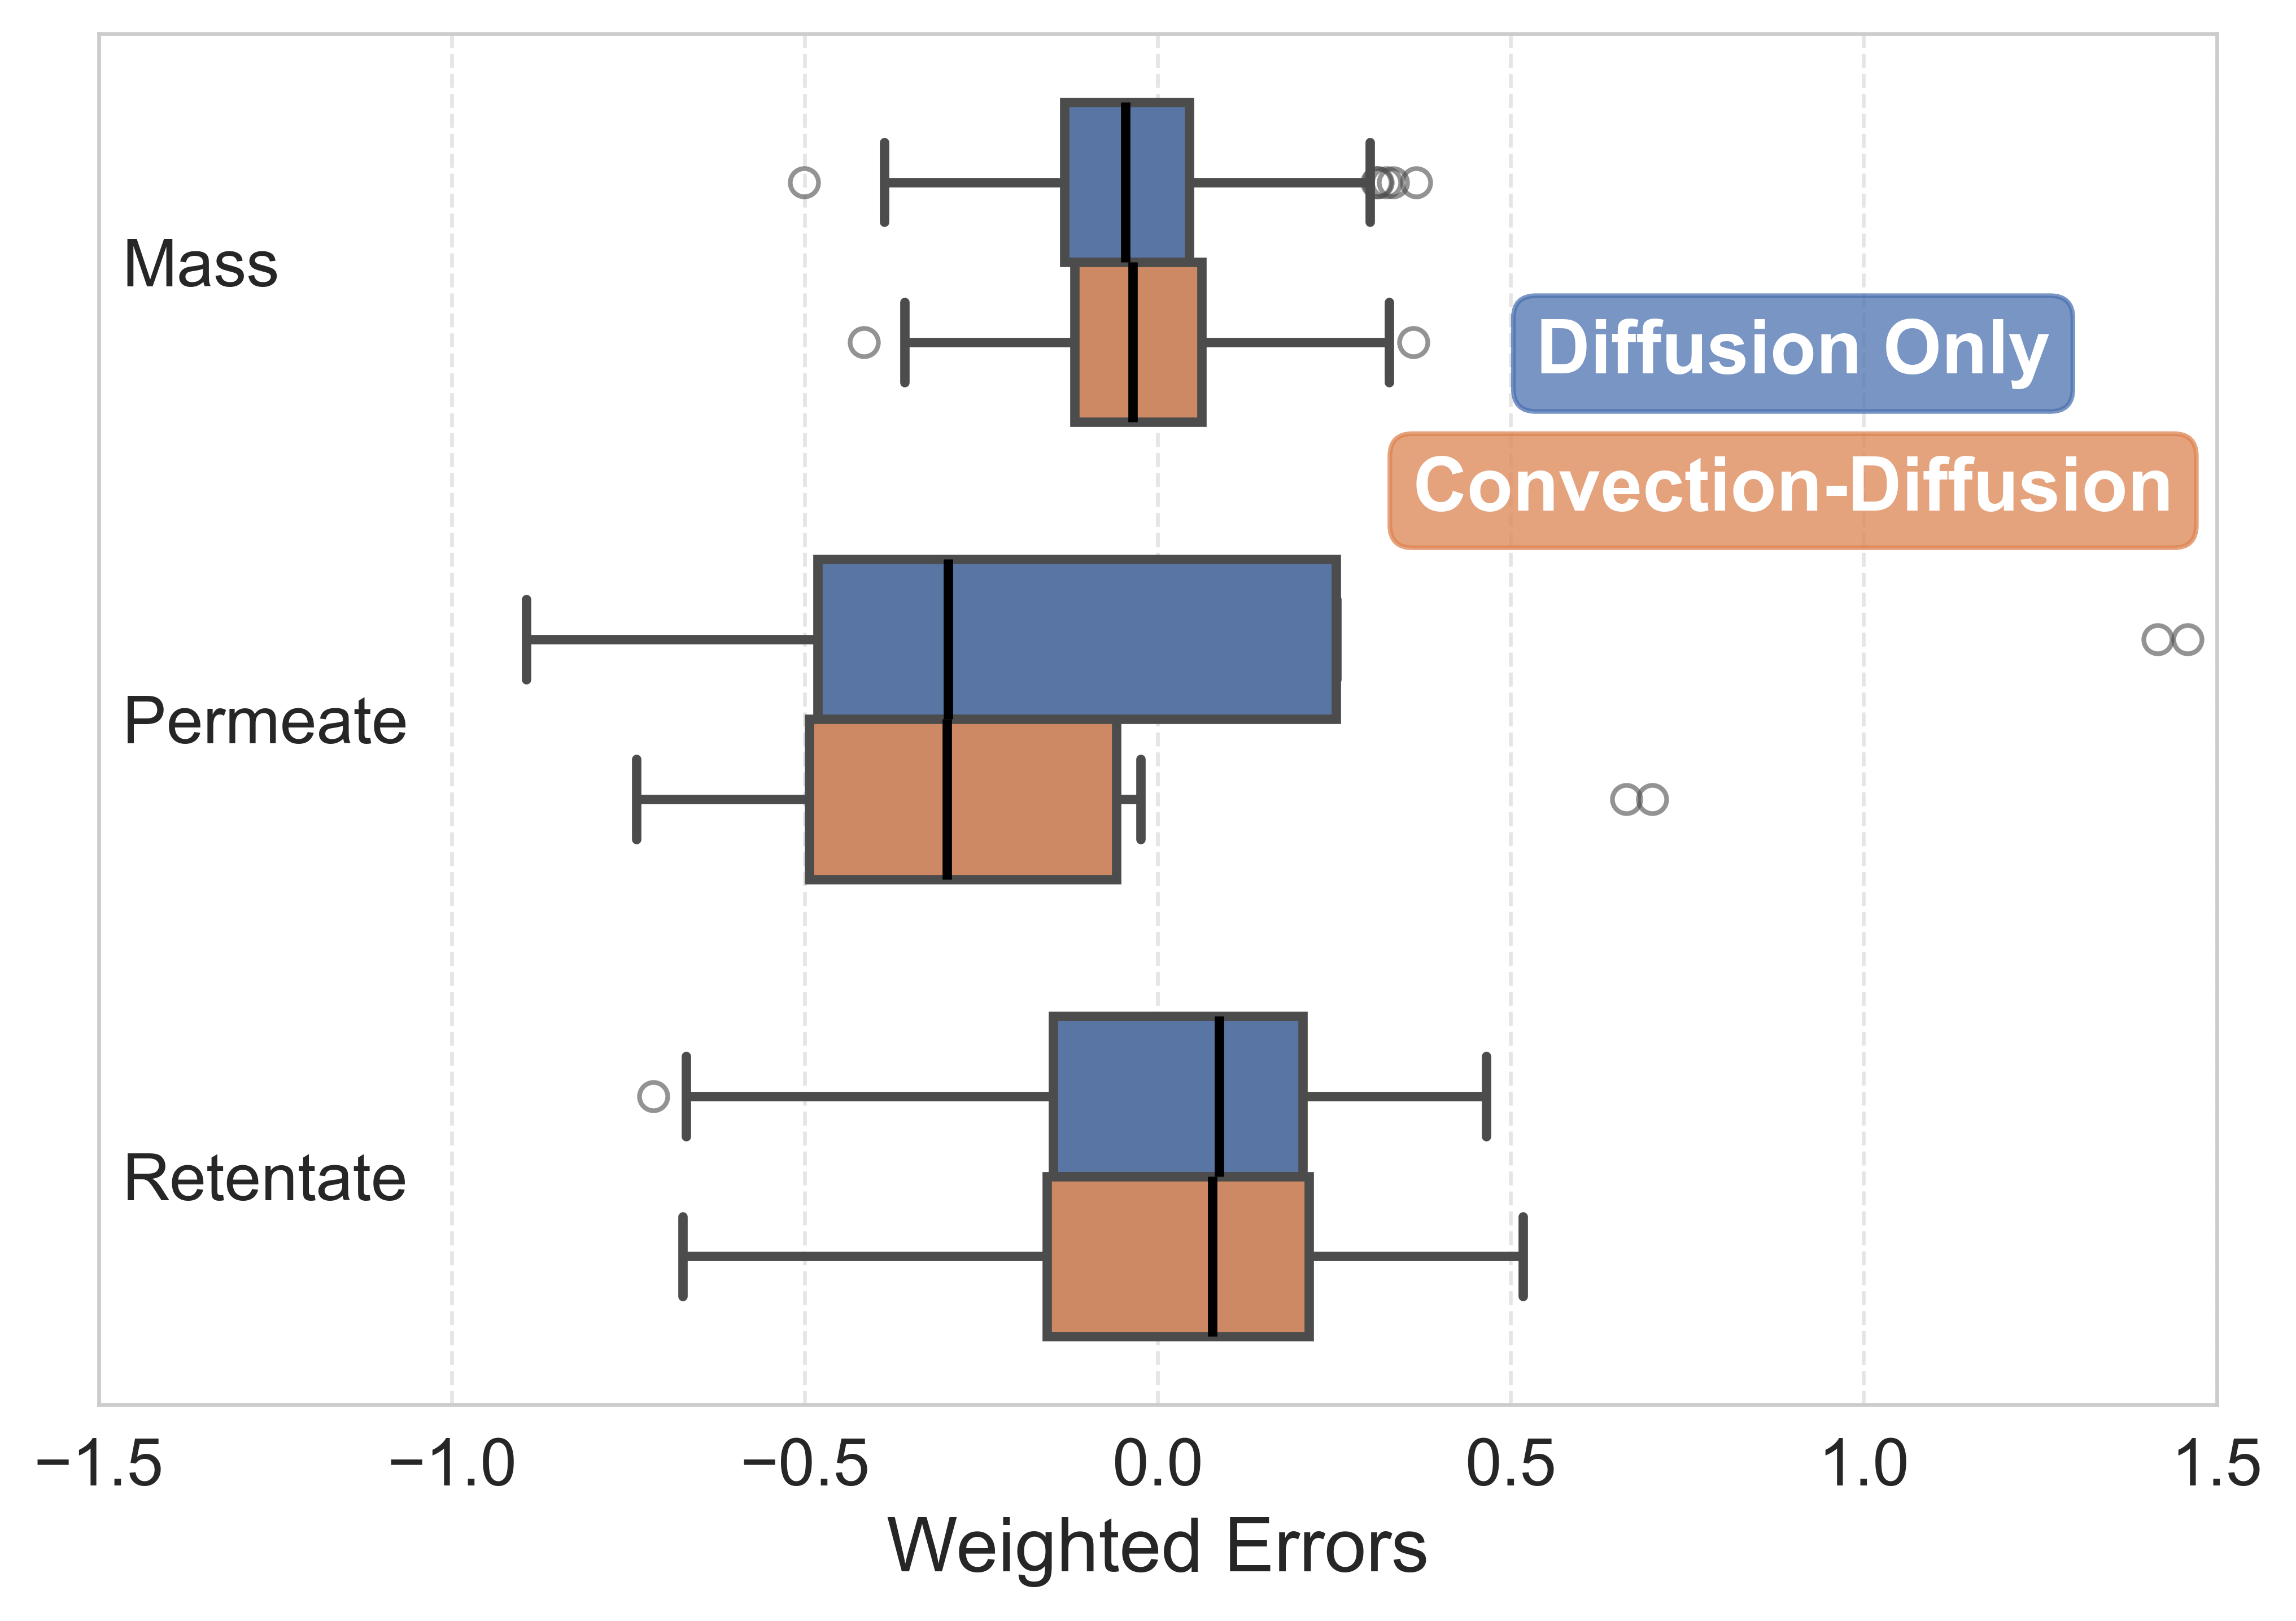 Mass
Diffusion Only
Convection-Diffusion
Permeate
Retentate
−1.5 −1.0 −0.5 0.0 0.5 1.0 1.5
Weighted Errors